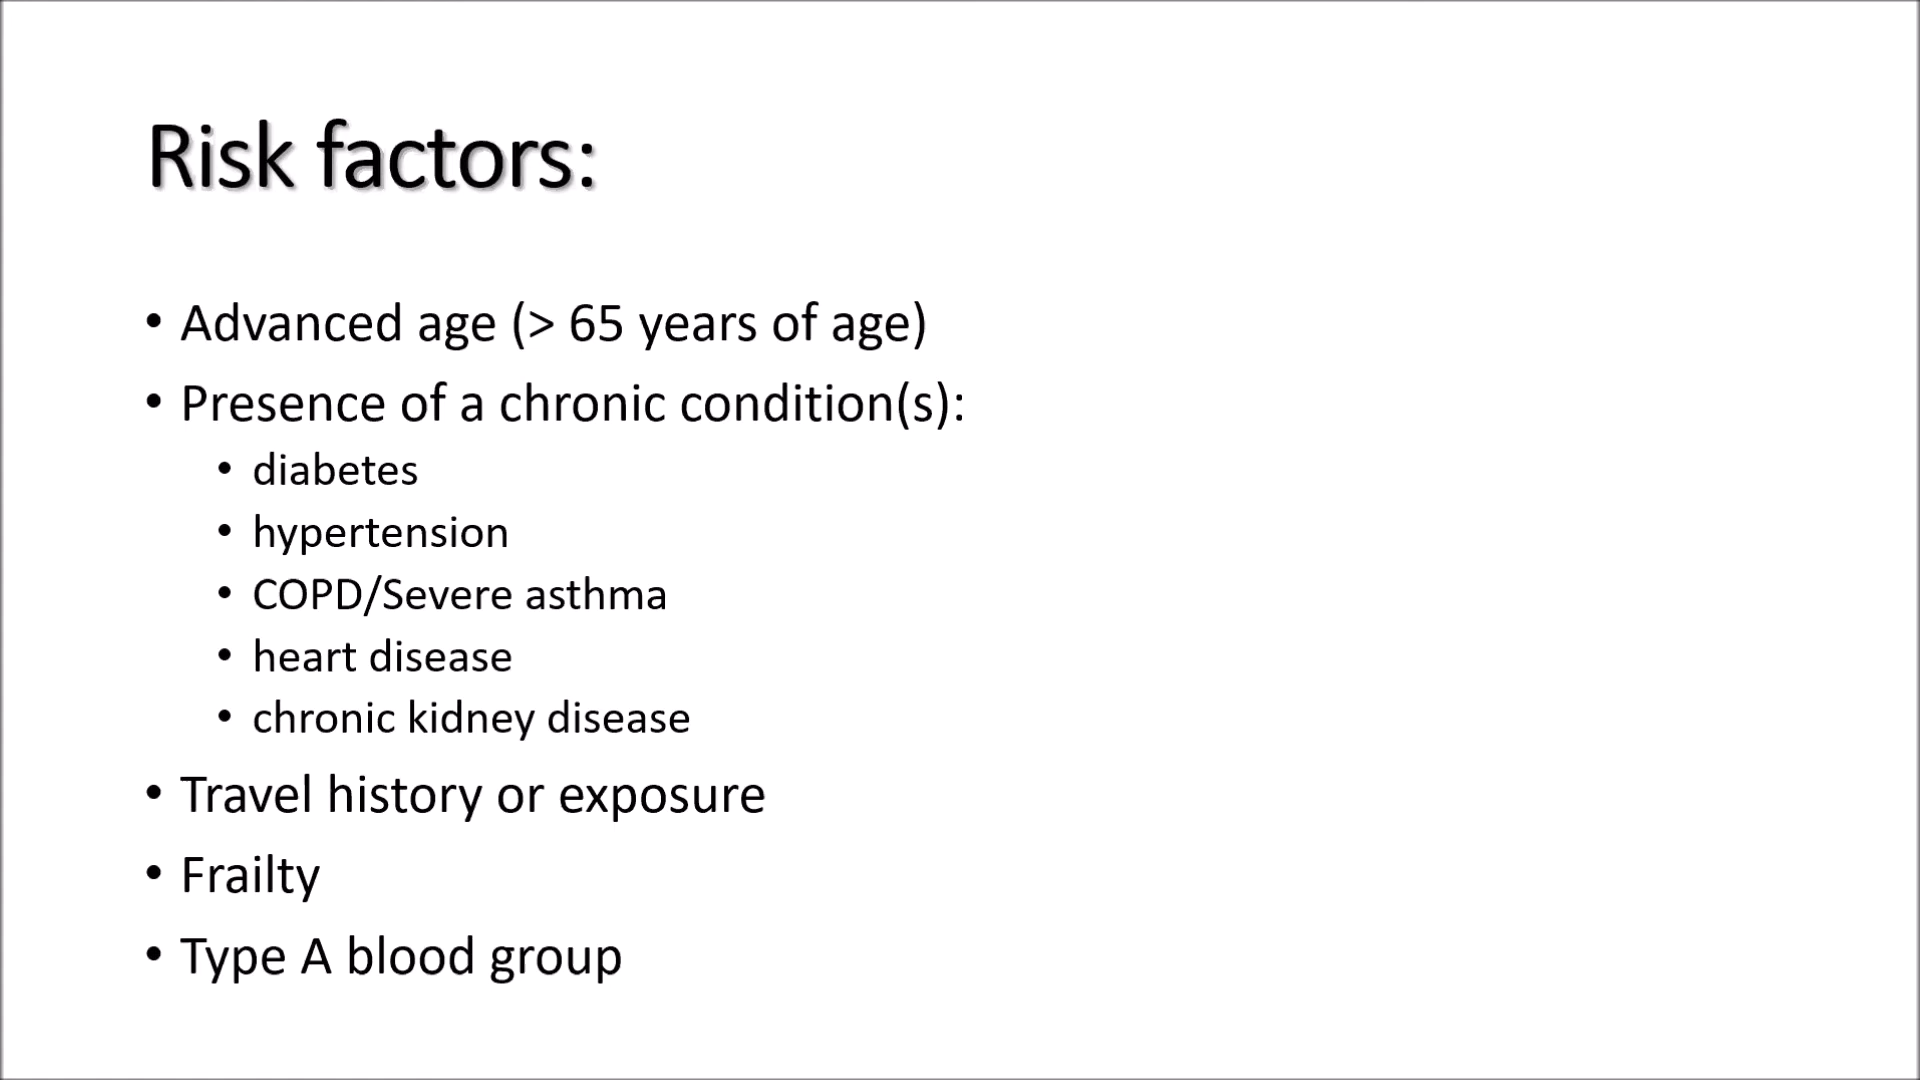 Risk factors:
• Advanced age (> 65 years of age)
• Presence of a chronic condition(s):
• diabetes
• hypertension
• COPD/Severe asthma
• heart disease
• chronic kidney disease
• Travel history or exposure
• Frailty
• Type A blood group